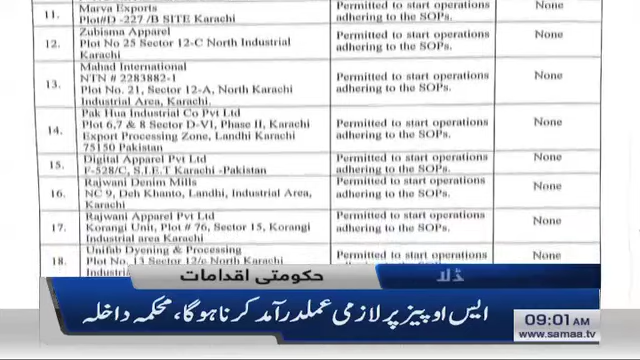 11. Marva Exports Permitted to start operations None
Plot#D -227 /B SITE Karachi adhering to the SOPs.
12. Zubisma Apparel Permitted to start operations None
Plot No 25 Sector 12-C North Industrial adhering to the SOPs.
Karachi
13. Mahad International Permitted to start operations None
NTN # 2283882-1 adhering to the SOPs.
Plot No. 21, Sector 12-A, North Karachi
Industrial Area, Karachi.
14. Pak Hua Industrial Co Pvt Ltd Permitted to start operations None
Plot 6,7 & 8 Sector D-VI, Phase II, Karachi adhering to the SOPs.
Export Processing Zone, Landhi Karachi
75150 Pakistan
15. Digital Apparel Pvt Ltd Permitted to start operations None
F-528/C, S.I.E.T Karachi -Pakistan adhering to the SOPs.
16. Rajwani Denim Mills Permitted to start operations None
NC 9, Deh Khanto, Landhi, Industrial Area, adhering to the SOPs.
Karachi
17. Rajwani Apparel Pvt Ltd Permitted to start operations None
Korangi Unit, Plot # 76, Sector 15, Korangi adhering to the SOPs.
Industrial area Karachi
18. Unifab Dyening & Processing Permitted to start operations None
Plot No. 13 Sector 12/c North Karachi adhering to the SOPs.
حکومتی اقدامات
ایس او پیز پر لازمی عملدرآمد کرنا ہوگا، محکمہ داخلہ
09:01 AM
www.samaa.tv